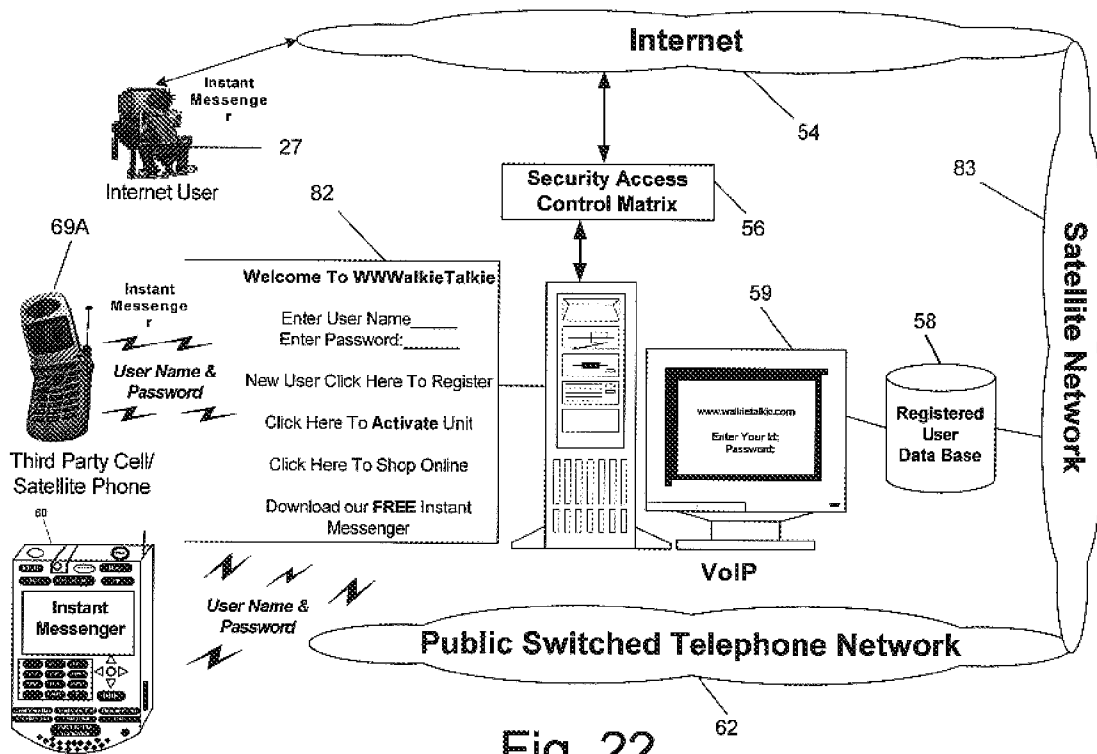 Internet
Instant
Messenge
r
54
27
Internet User
Security Access
Control Matrix
56
83
Satellite Network
82
69A
Instant
Messenge
r
User Name &
Password
Third Party Cell/
Satellite Phone
Welcome To WWWalkieTalkie
Enter User Name_____
Enter Password:______
New User Click Here To Register
Click Here To Activate Unit
Click Here To Shop Online
Download our FREE Instant
Messenger
59
www.walkietalkie.com
Enter Your Id:
Password:
VoIP
58
Registered
User
Data Base
60
Instant
Messenger
User Name &
Password
Public Switched Telephone Network
62
Fig. 22